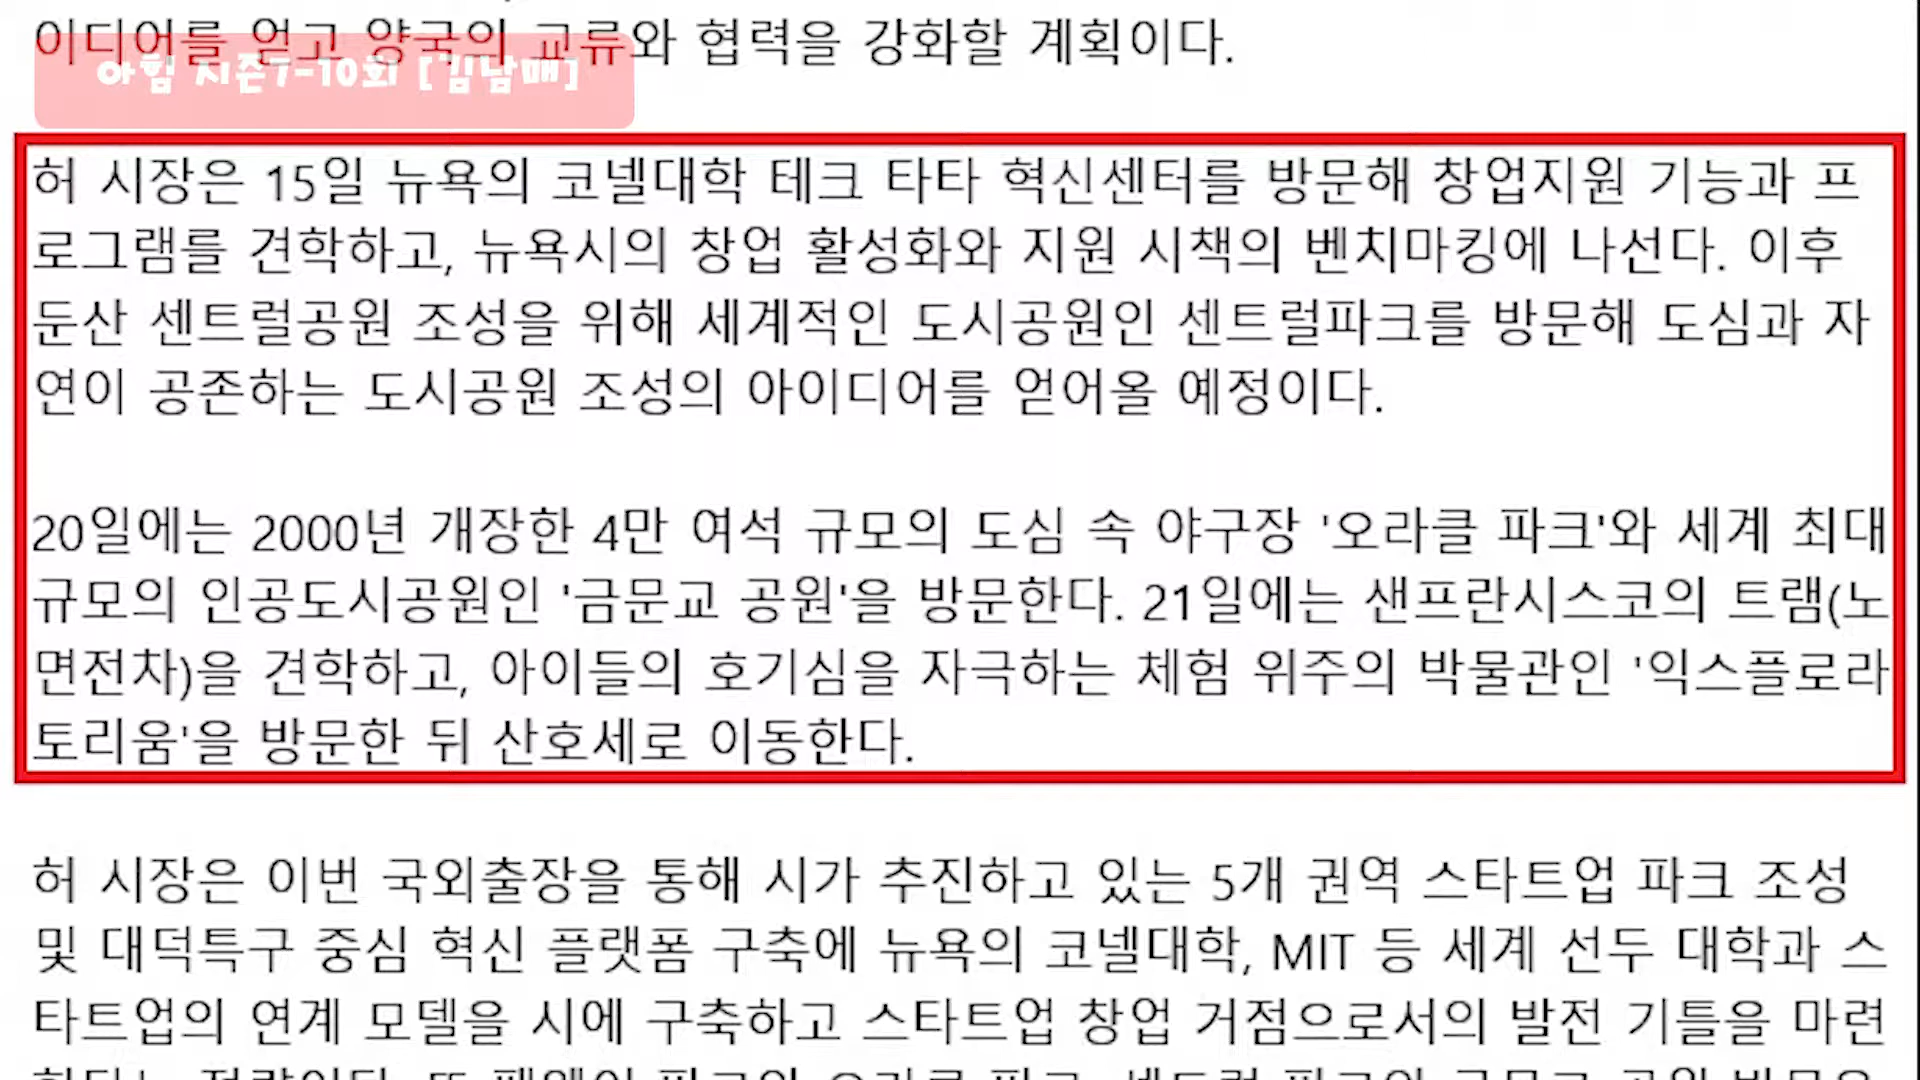 이디어를 얻고 양국의 교류와 협력을 강화할 계획이다.
아침 시즌7-10회 [김남매]
허 시장은 15일 뉴욕의 코넬대학 테크 타타 혁신센터를 방문해 창업지원 기능과 프
로그램를 견학하고, 뉴욕시의 창업 활성화와 지원 시책의 벤치마킹에 나선다. 이후
둔산 센트럴공원 조성을 위해 세계적인 도시공원인 센트럴파크를 방문해 도심과 자
연이 공존하는 도시공원 조성의 아이디어를 얻어올 예정이다.
20일에는 2000년 개장한 4만 여석 규모의 도심 속 야구장 '오라클 파크'와 세계 최대
규모의 인공도시공원인 '금문교 공원'을 방문한다. 21일에는 샌프란시스코의 트램(노
면전차)을 견학하고, 아이들의 호기심을 자극하는 체험 위주의 박물관인 '익스플로라
토리움'을 방문한 뒤 산호세로 이동한다.
허 시장은 이번 국외출장을 통해 시가 추진하고 있는 5개 권역 스타트업 파크 조성
및 대덕특구 중심 혁신 플랫폼 구축에 뉴욕의 코넬대학, MIT 등 세계 선두 대학과 스
타트업의 연계 모델을 시에 구축하고 스타트업 창업 거점으로서의 발전 기틀을 마련